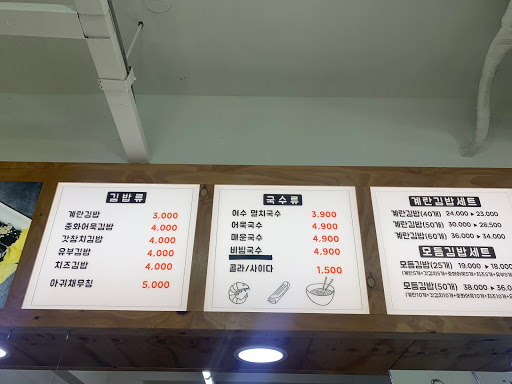 김밥류
계란김밥 3,000
중화어묵김밥 4,000
갓참치김밥 4,000
유부김밥 4,000
치즈김밥 4,000
아귀채무침 5,000
국수류
여수 멸치국수 3,900
어묵국수 4,900
매운국수 4,900
비빔국수 4,900
콜라/사이다 1,500
계란김밥세트
계란김밥(40개) 24,000 ▸ 23,000
계란김밥(50개) 30,000 ▸ 28,500
계란김밥(60개) 36,000 ▸ 34,000
모듬김밥세트
모듬김밥(25개) 19,000 ▸ 18,00
모듬김밥(50개) 38,000 ▸ 36,0